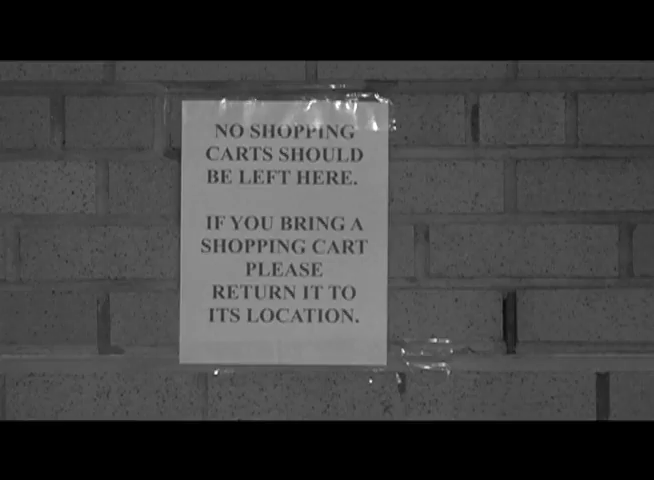 NO SHOPPING
CARTS SHOULD
BE LEFT HERE.
IF YOU BRING A
SHOPPING CART
PLEASE
RETURN IT TO
ITS LOCATION.